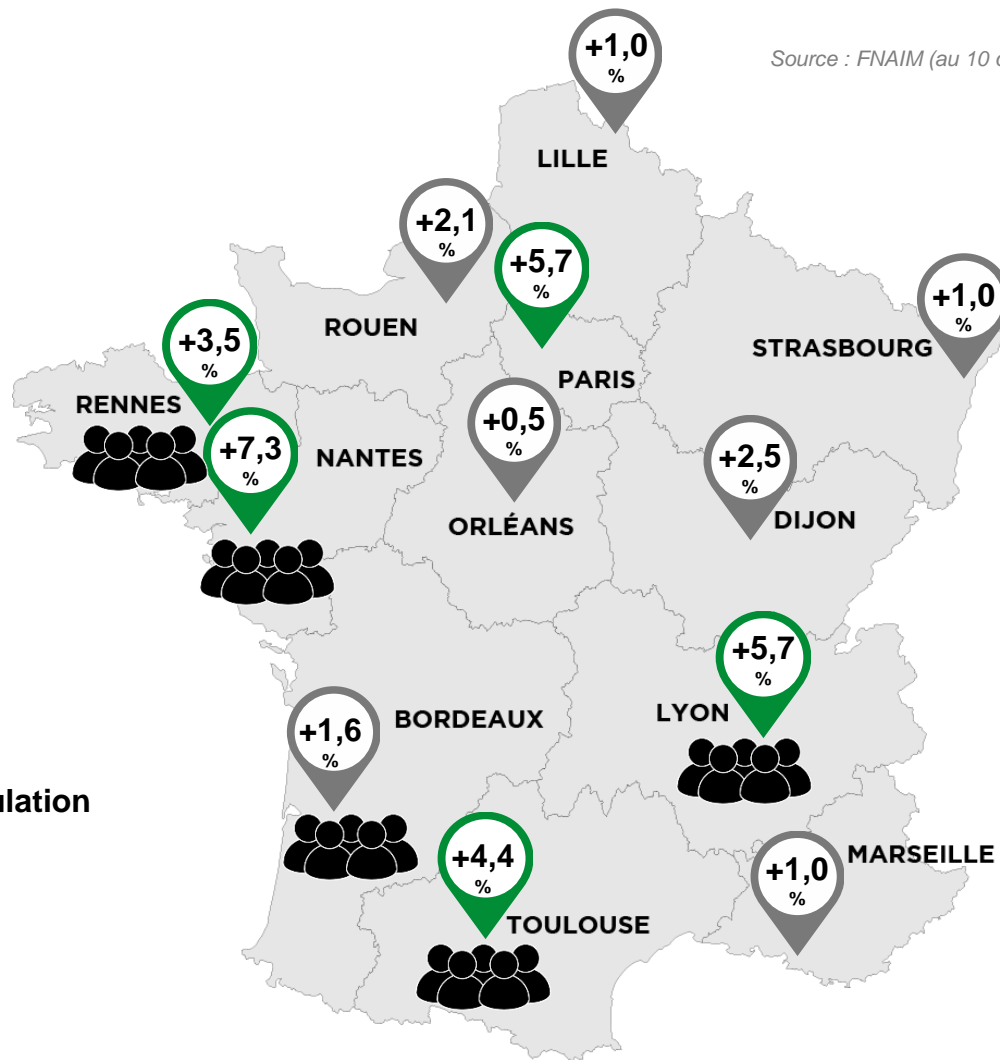 +1,0
%
Source : FNAIM (au 10
LILLE
+2,1
%
+5,7
%
+1,0
%
ROUEN
STRASBOURG
+3,5
%
PARIS
RENNES
+0,5
%
+7,3
%
NANTES
+2,5
%
ORLÉANS
DIJON
+5,7
%
LYON
BORDEAUX
+1,6
%
+4,4
%
MARSEILLE
+1,0
%
TOULOUSE